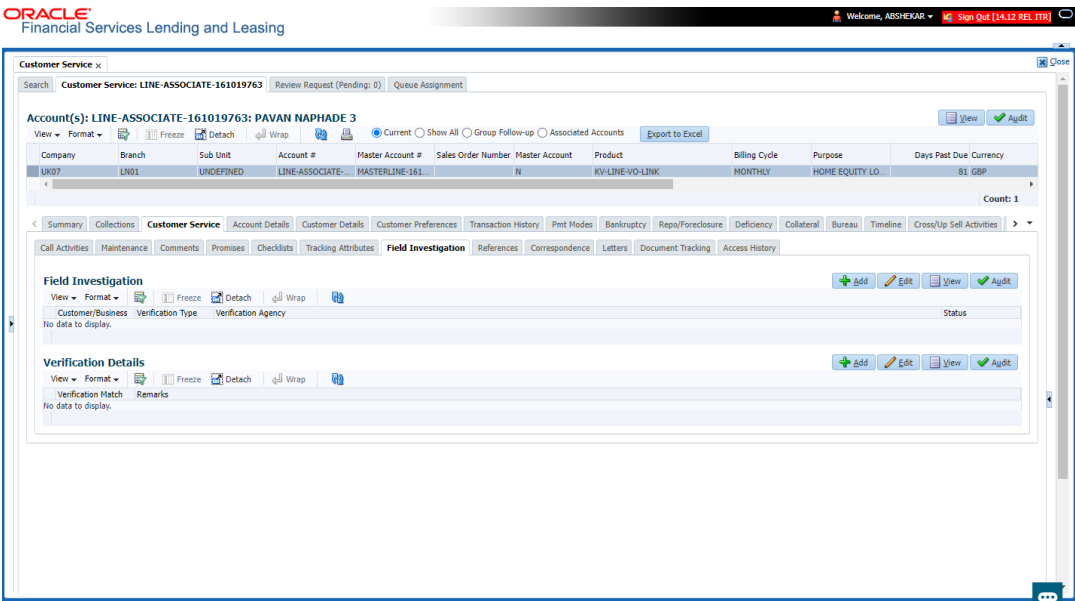 ORACLE
Financial Services Lending and Leasing
Welcome, ABSHEKAR
Sign Out [14.12 REL ITR]
Customer Service x
Close
Search Customer Service: LINE-ASSOCIATE-161019763 Review Request (Pending: 0) Queue Assignment
Account(s): LINE-ASSOCIATE-161019763: PAVAN NAPHADE 3
View Audit
View Format Freeze Detach Wrap Current Show All Group Follow-up Associated Accounts Export to Excel
Company Branch Sub Unit Account # Master Account # Sales Order Number Master Account Product Billing Cycle Purpose Days Past Due Currency
UK07 LN01 UNDEFINED LINE-ASSOCIATE-... MASTERLINE-161... N KV-LINE-VO-LINK MONTHLY HOME EQUITY LO... 81 GBP
Count: 1
Summary Collections Customer Service Account Details Customer Details Customer Preferences Transaction History Pmt Modes Bankruptcy Repo/Foreclosure Deficiency Collateral Bureau Timeline Cross/Up Sell Activities
Call Activities Maintenance Comments Promises Checklists Tracking Attributes Field Investigation References Correspondence Letters Document Tracking Access History
Field Investigation
Add Edit View Audit
View Format Freeze Detach Wrap
Customer/Business Verification Type Verification Agency Status
No data to display.
Verification Details
Add Edit View Audit
View Format Freeze Detach Wrap
Verification Match Remarks
No data to display.